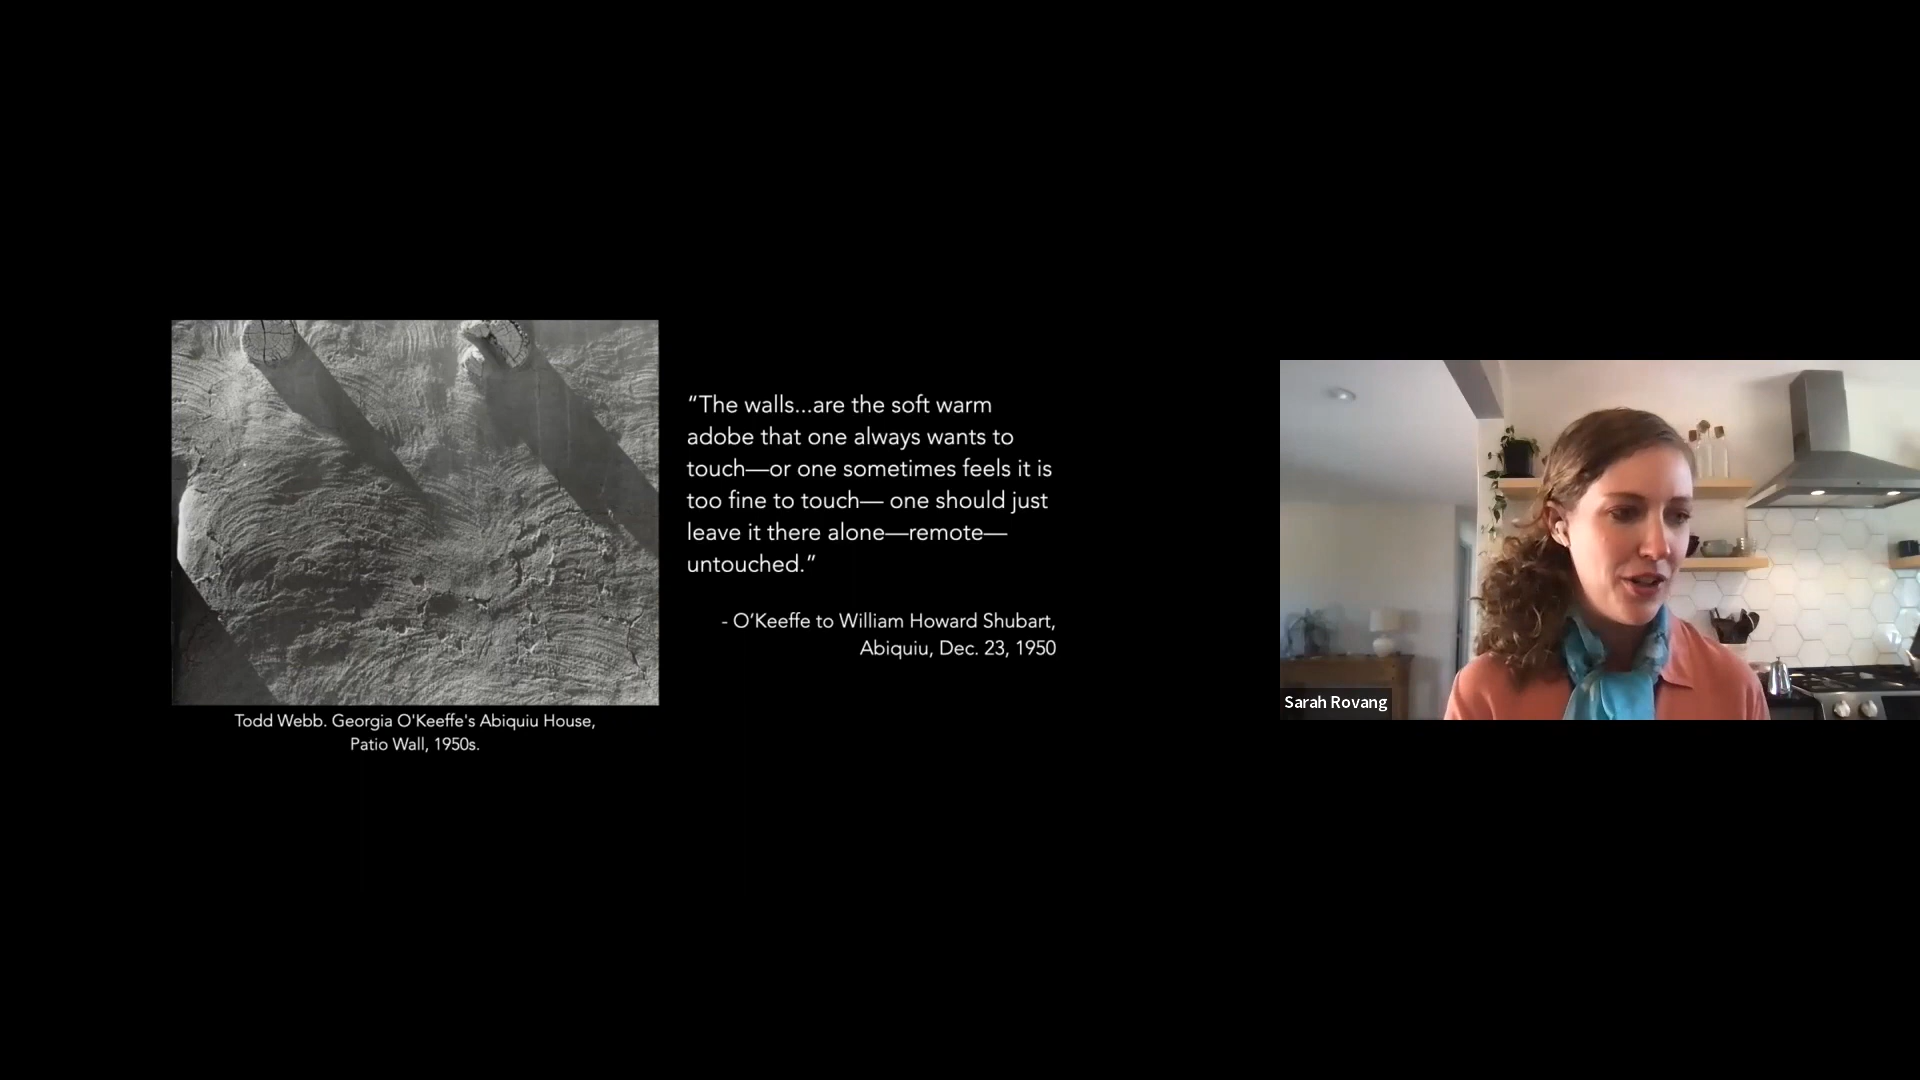 “The walls...are the soft warm
adobe that one always wants to
touch—or one sometimes feels it is
too fine to touch— one should just
leave it there alone—remote—
untouched.”
- O’Keeffe to William Howard Shubart,
Abiquiu, Dec. 23, 1950
Todd Webb. Georgia O'Keeffe's Abiquiu House,
Patio Wall, 1950s.
Sarah Rovang